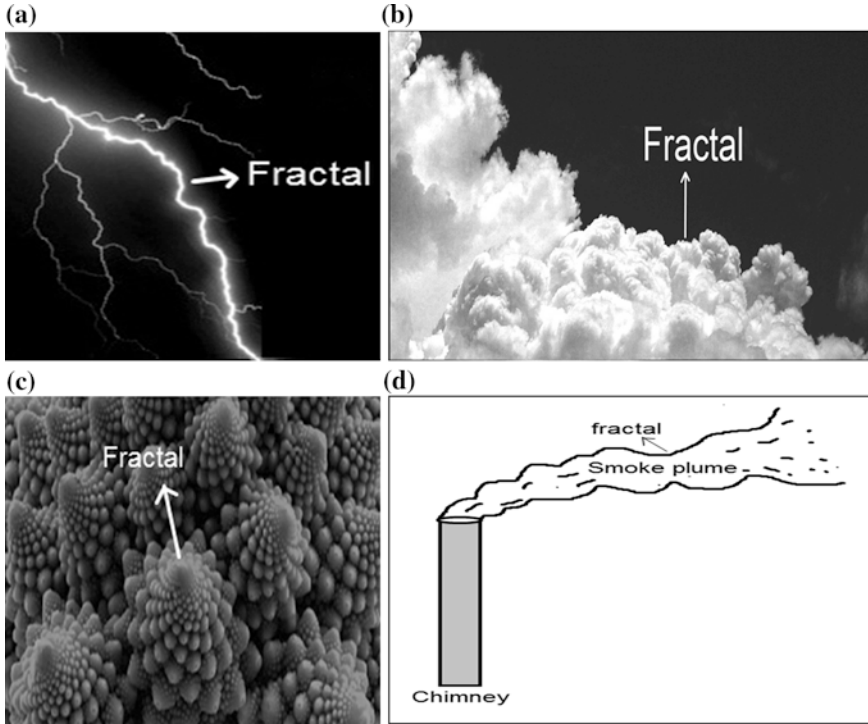 (a)
Fractal
(b)
Fractal
(c)
Fractal
(d)
fractal
Smoke plume
Chimney